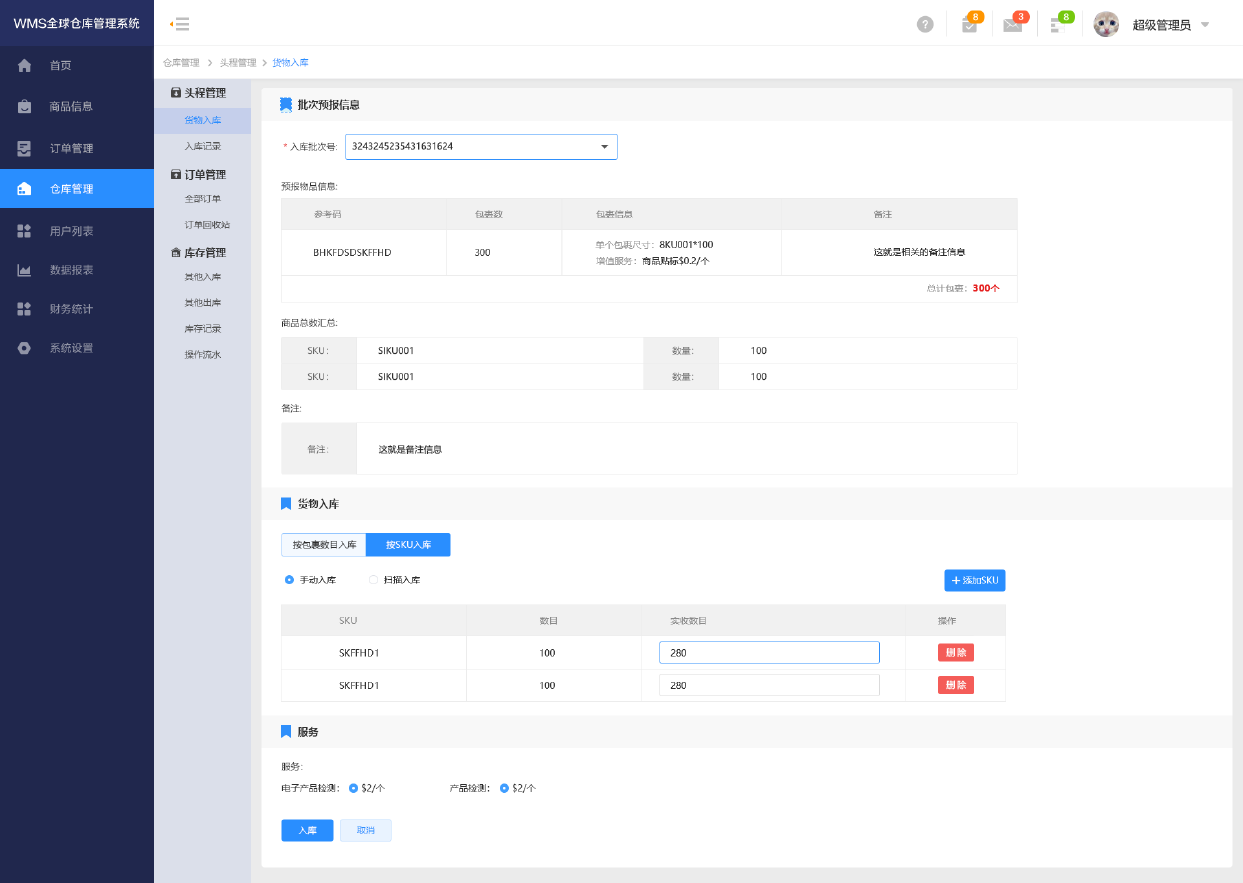 WMS全球仓库管理系统
8
3
8
超级管理员
首页
商品信息
订单管理
仓库管理
用户列表
数据报表
财务统计
系统设置
仓库管理 > 头程管理 > 货物入库
头程管理
货物入库
入库记录
订单管理
全部订单
订单回收站
库存管理
其他入库
其他出库
库存记录
操作流水
批次预报信息
* 入库批次号: 3243245235431631624
预报物品信息:
参考码 包裹数 包裹信息 备注
BHKFDSDSKFFHD 300 单个包裹尺寸: 8KU001*100 这就是相关的备注信息
增值服务: 商品贴标$0.2/个
总计包裹: 300个
商品总数汇总:
SKU: SIKU001 数量: 100
SKU: SIKU001 数量: 100
备注:
备注: 这就是备注信息
货物入库
按包裹数目入库 按SKU入库
手动入库 扫描入库 +添加SKU
SKU 数目 实收数目 操作
SKFFHD1 100 280 删除
SKFFHD1 100 280 删除
服务
服务:
电子产品检测: $2/个 产品检测: $2/个
入库 取消